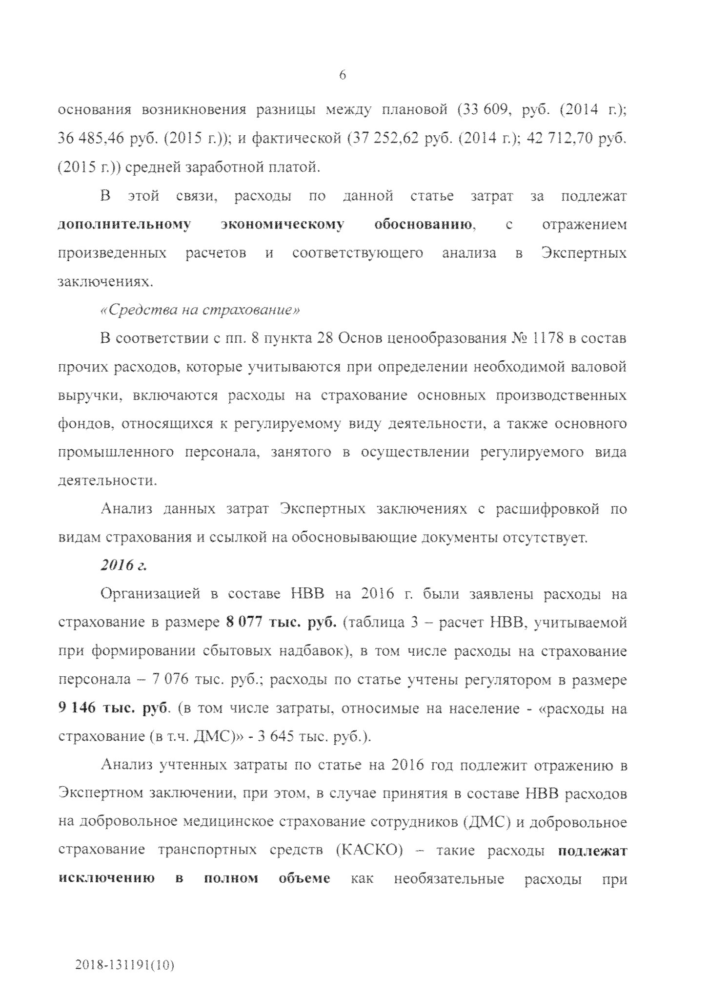 6
основания возникновения разницы между плановой (33 609, руб. (2014 г.);
36 485,46 руб. (2015 г.)); и фактической (37 252,62 руб. (2014 г.); 42 712,70 руб.
(2015 г.)) средней заработной платой.
В этой связи, расходы по данной статье затрат за подлежат
дополнительному экономическому обоснованию, с отражением
произведенных расчетов и соответствующего анализа в Экспертных
заключениях.
«Средства на страхование»
В соответствии с пп. 8 пункта 28 Основ ценообразования № 1178 в состав
прочих расходов, которые учитываются при определении необходимой валовой
выручки, включаются расходы на страхование основных производственных
фондов, относящихся к регулируемому виду деятельности, а также основного
промышленного персонала, занятого в осуществлении регулируемого вида
деятельности.
Анализ данных затрат Экспертных заключениях с расшифровкой по
видам страхования и ссылкой на обосновывающие документы отсутствует.
2016 г.
Организацией в составе НВВ на 2016 г. были заявлены расходы на
страхование в размере 8 077 тыс. руб. (таблица 3 – расчет НВВ, учитываемой
при формировании сбытовых надбавок), в том числе расходы на страхование
персонала – 7 076 тыс. руб.; расходы по статье учтены регулятором в размере
9 146 тыс. руб. (в том числе затраты, относимые на население - «расходы на
страхование (в т.ч. ДМС)» - 3 645 тыс. руб.).
Анализ учтенных затраты по статье на 2016 год подлежит отражению в
Экспертном заключении, при этом, в случае принятия в составе НВВ расходов
на добровольное медицинское страхование сотрудников (ДМС) и добровольное
страхование транспортных средств (КАСКО) – такие расходы подлежат
исключению в полном объеме как необязательные расходы при
2018-131191(10)